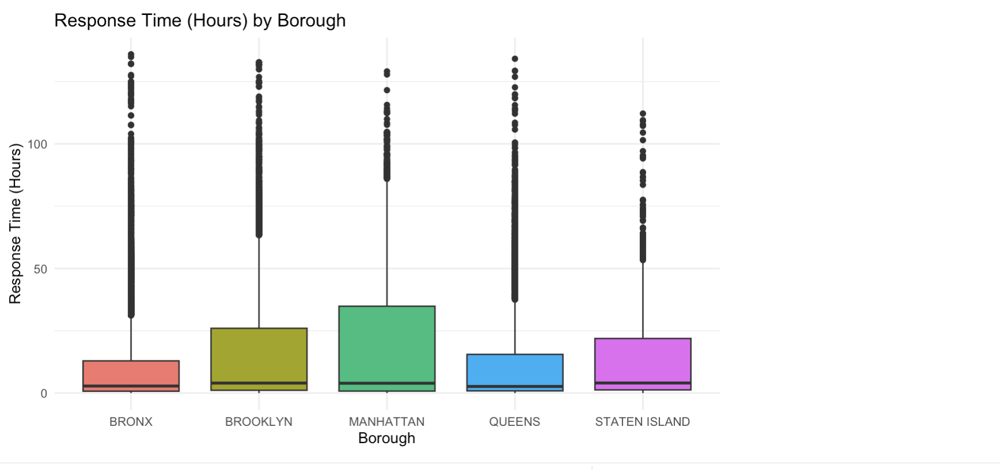 Response Time (Hours) by Borough
Response Time (Hours)
100
50
0
BRONX BROOKLYN MANHATTAN QUEENS STATEN ISLAND
Borough